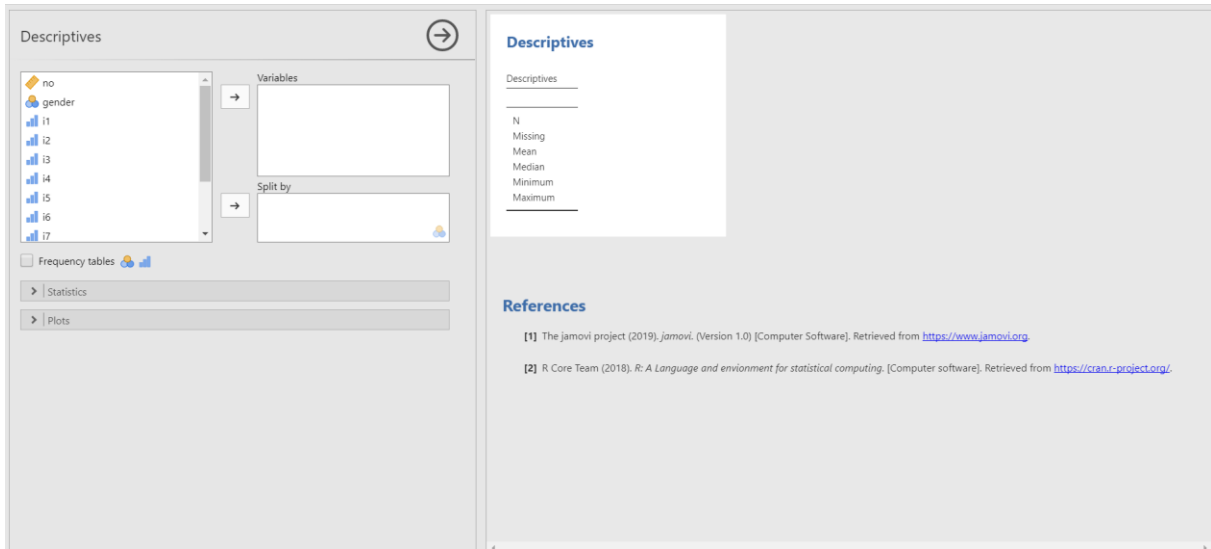 Descriptives
no
gender
i1
i2
i3
i4
i5
i6
i7
Variables
Split by
Frequency tables
Statistics
Plots
Descriptives
Descriptives
N
Missing
Mean
Median
Minimum
Maximum
References
[1] The jamovi project (2019). jamovi. (Version 1.0) [Computer Software]. Retrieved from https://www.jamovi.org.
[2] R Core Team (2018). R: A Language and envionment for statistical computing. [Computer software]. Retrieved from https://cran.r-project.org/.